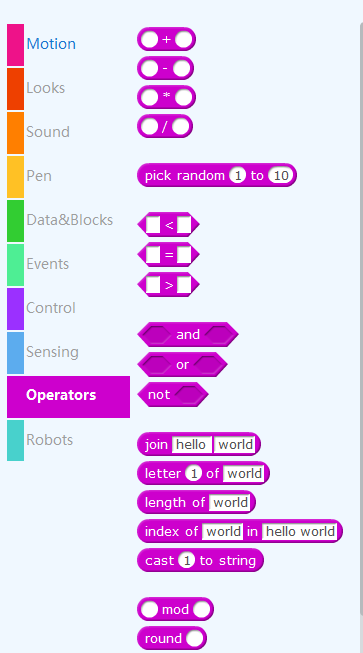 Motion
Looks
Sound
Pen
Data&Blocks
Events
Control
Sensing
Operators
Robots
+
-
*
/
pick random 1 to 10
<
=
>
and
or
not
join hello world
letter 1 of world
length of world
index of world in hello world
cast 1 to string
mod
round